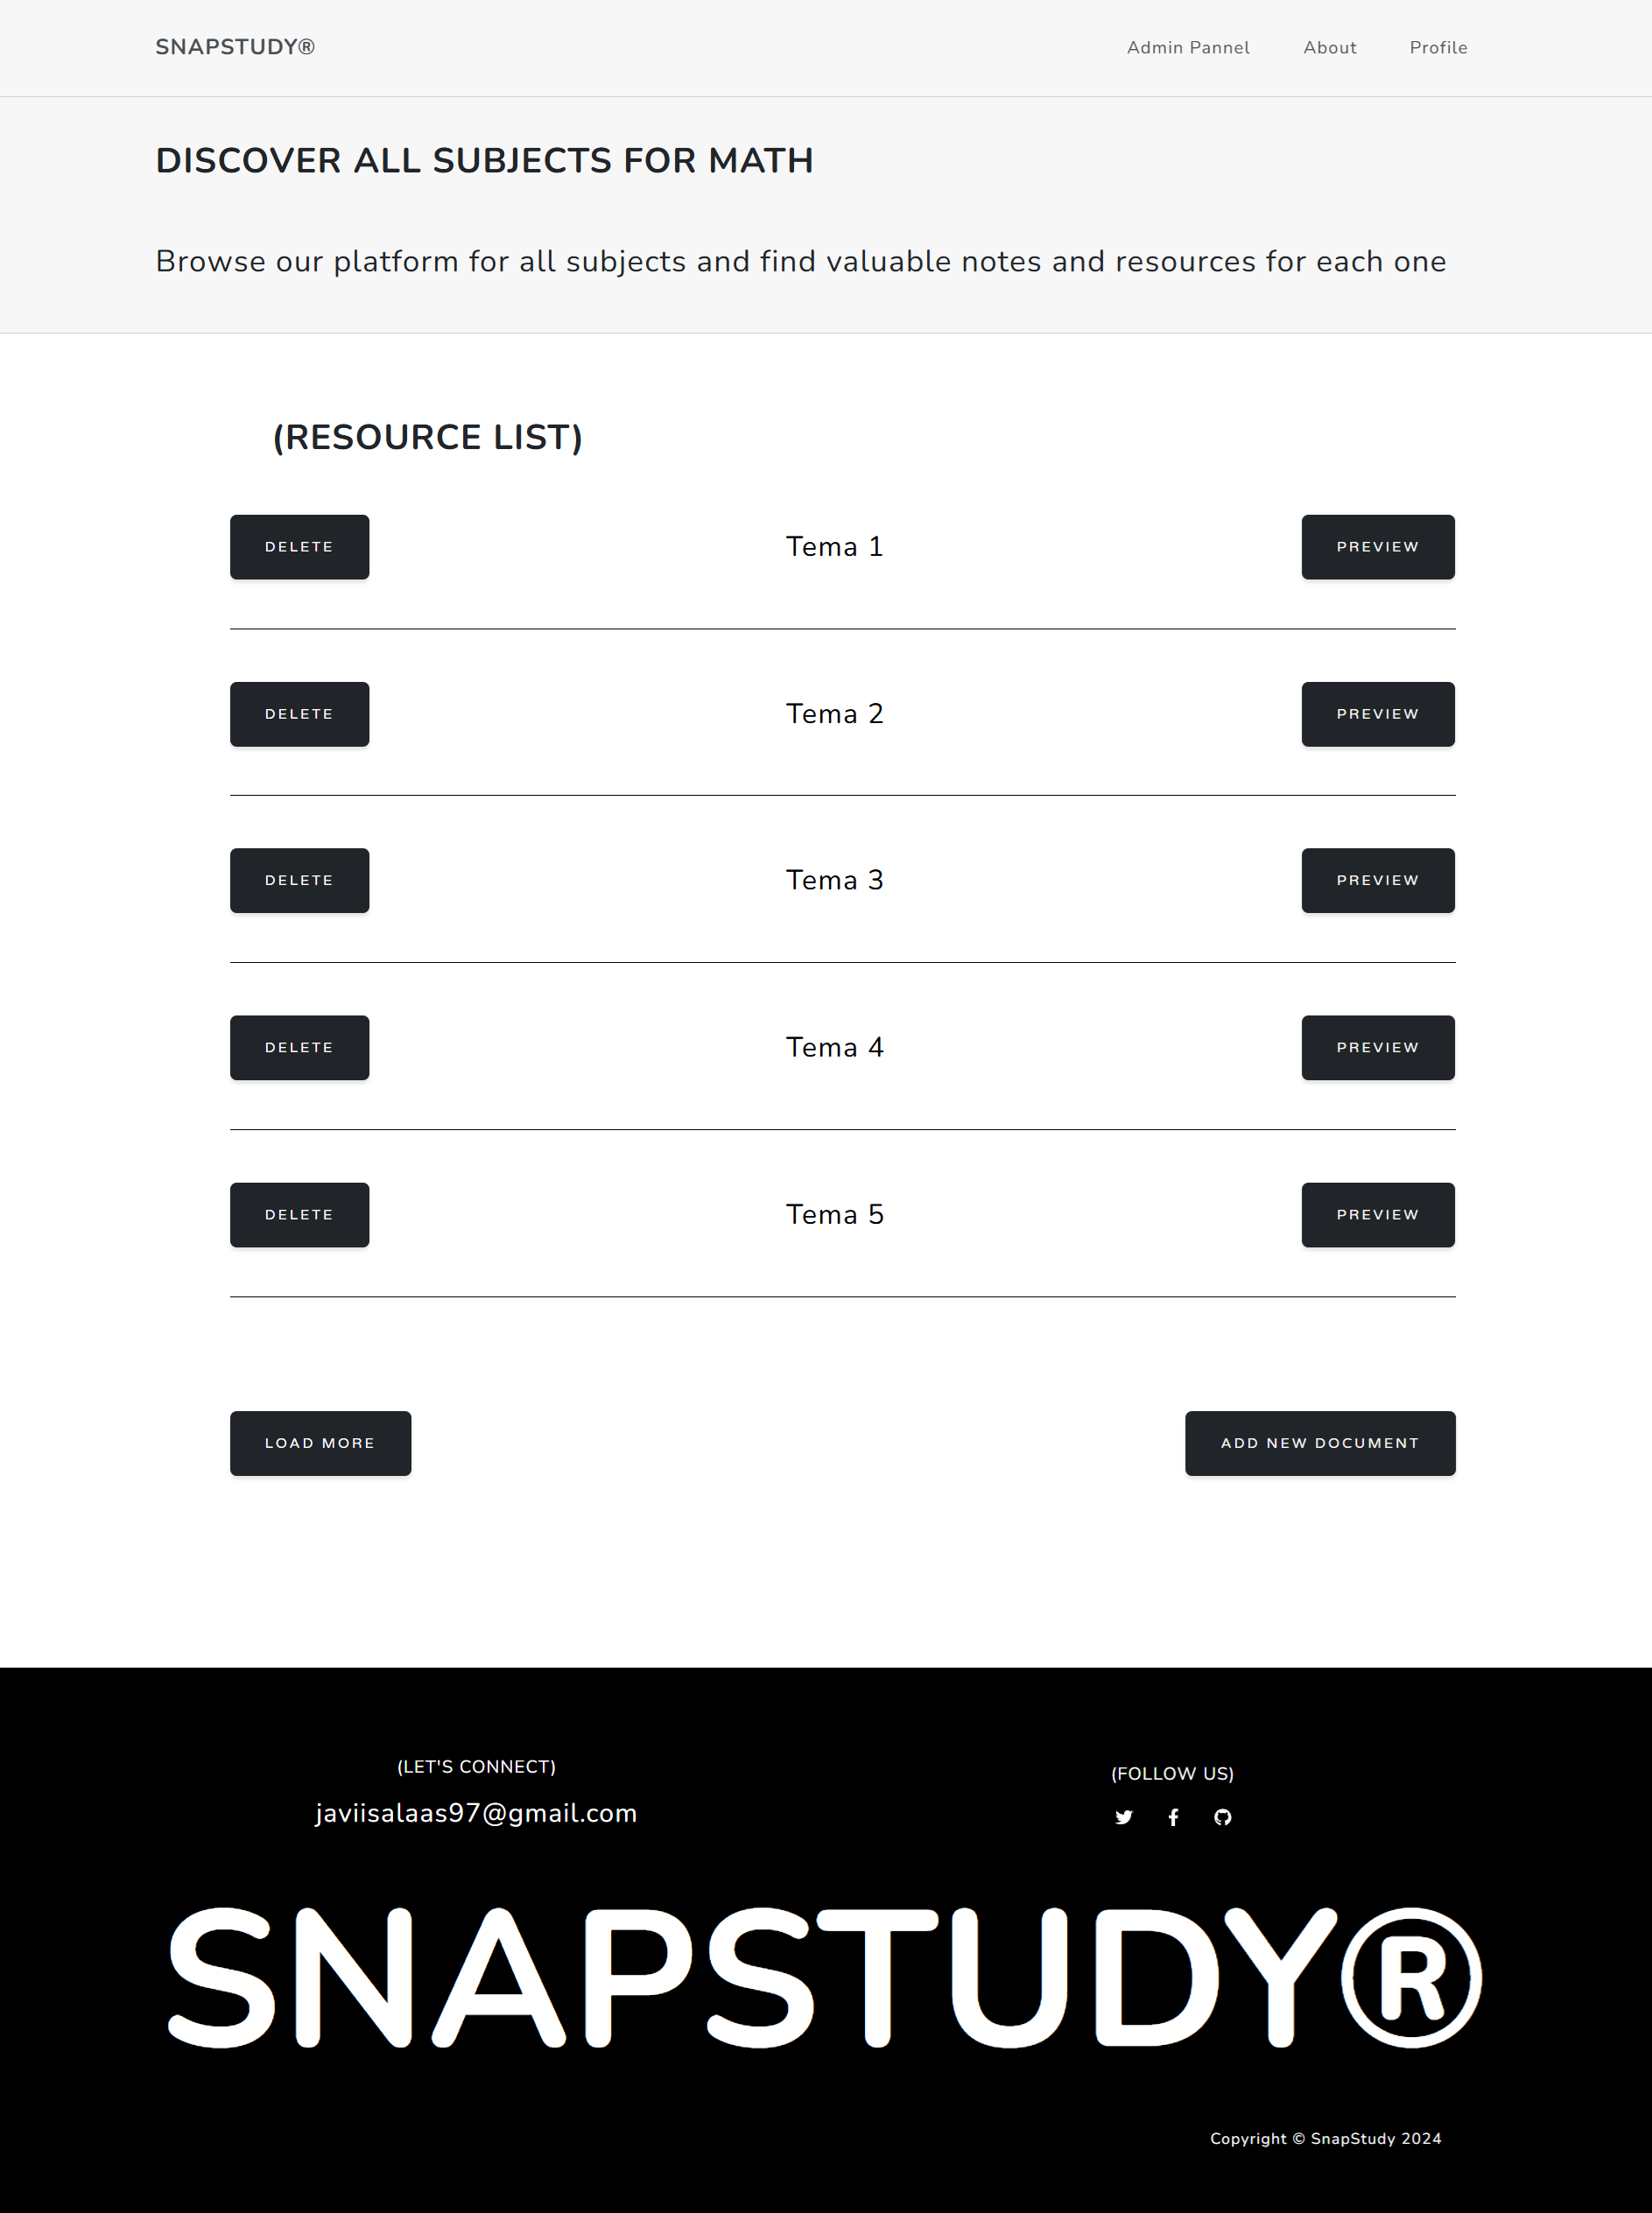 SNAPSTUDY®
Admin Pannel About Profile
DISCOVER ALL SUBJECTS FOR MATH
Browse our platform for all subjects and find valuable notes and resources for each one
(RESOURCE LIST)
DELETE Tema 1 PREVIEW
DELETE Tema 2 PREVIEW
DELETE Tema 3 PREVIEW
DELETE Tema 4 PREVIEW
DELETE Tema 5 PREVIEW
LOAD MORE ADD NEW DOCUMENT
(LET'S CONNECT)
javiisalaas97@gmail.com
(FOLLOW US)
SNAPSTUDY®
Copyright © SnapStudy 2024